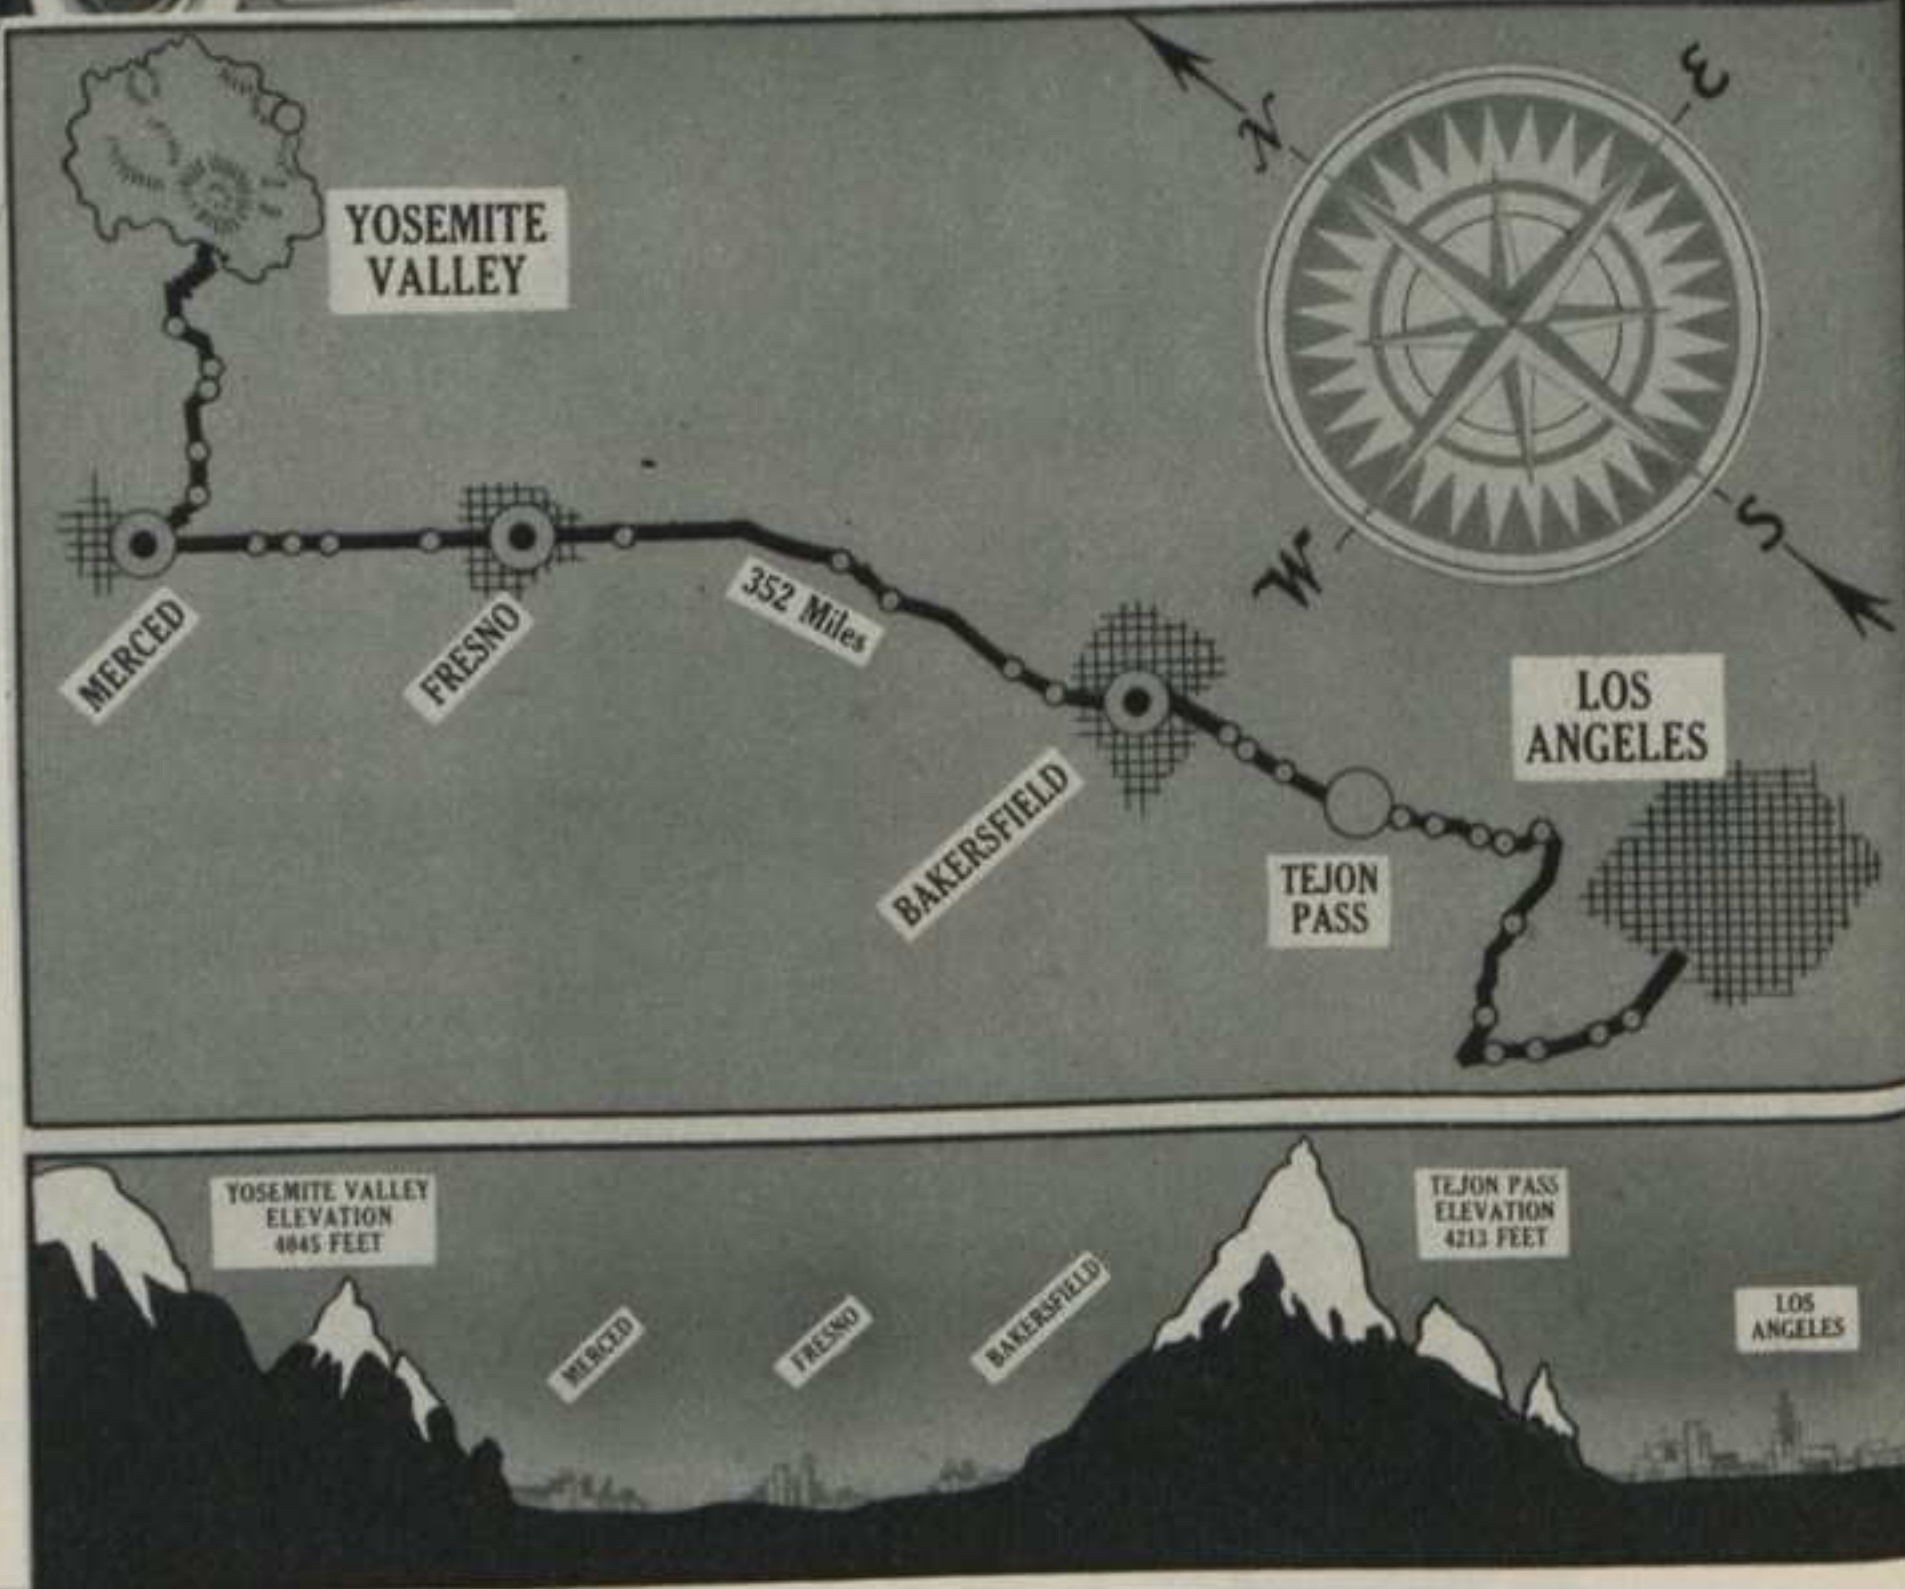 N
E
YOSEMITE
VALLEY
W
S
352 Miles
MERCED
FRESNO
BAKERSFIELD
LOS
ANGELES
TEJON
PASS
YOSEMITE VALLEY
ELEVATION
4045 FEET
TEJON PASS
ELEVATION
4213 FEET
MERCED
FRESNO
BAKERSFIELD
LOS
ANGELES